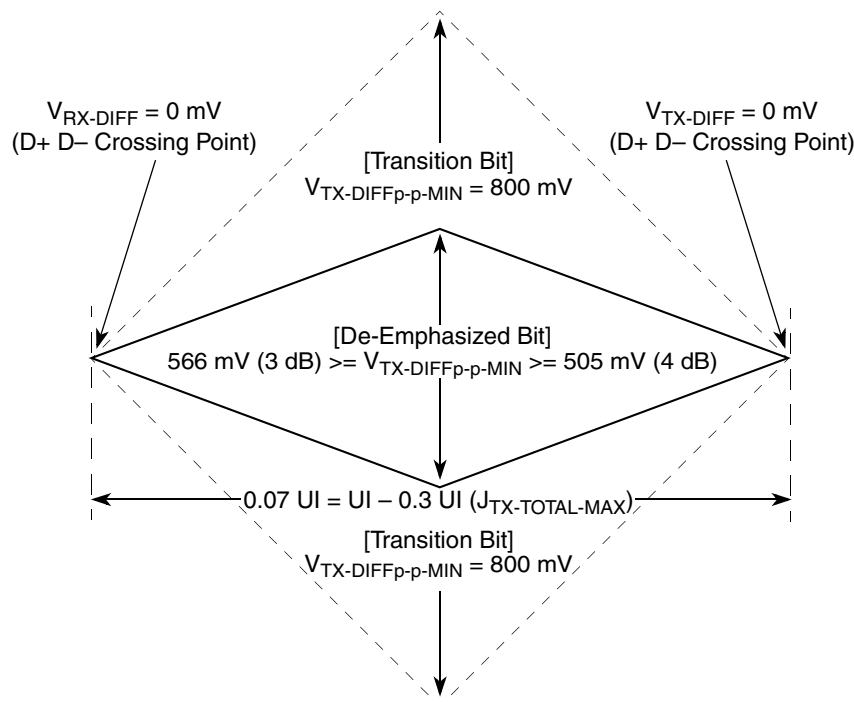 V_RX-DIFF = 0 mV
(D+ D– Crossing Point)
V_TX-DIFF = 0 mV
(D+ D– Crossing Point)
[Transition Bit]
V_TX-DIFFp-p-MIN = 800 mV
[De-Emphasized Bit]
566 mV (3 dB) >= V_TX-DIFFp-p-MIN >= 505 mV (4 dB)
0.07 UI = UI – 0.3 UI (J_TX-TOTAL-MAX)
[Transition Bit]
V_TX-DIFFp-p-MIN = 800 mV